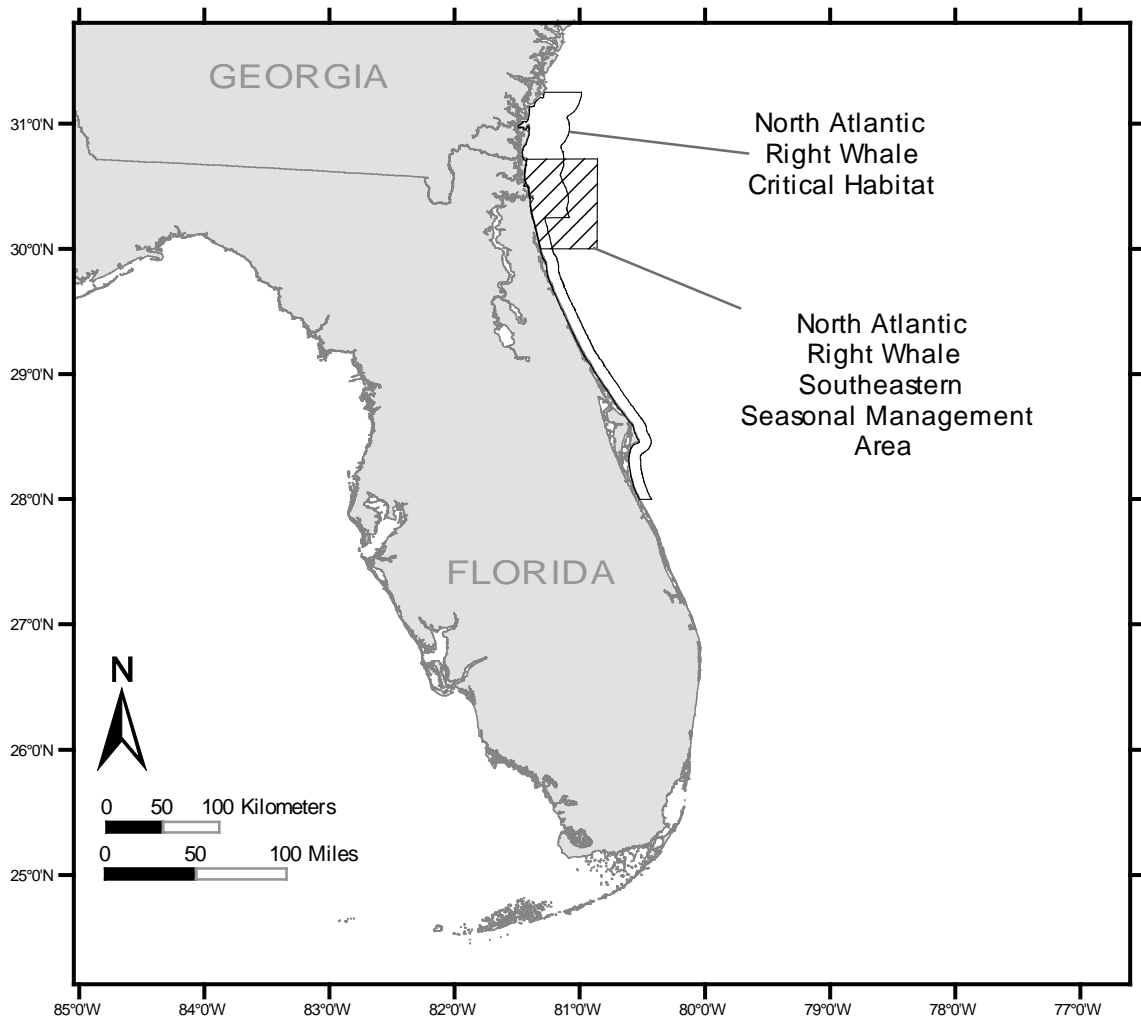 GEORGIA
North Atlantic
Right Whale
Critical Habitat
North Atlantic
Right Whale
Southeastern
Seasonal Management
Area
FLORIDA
N
0 50 100 Kilometers
0 50 100 Miles
31°0'N
30°0'N
29°0'N
28°0'N
27°0'N
26°0'N
25°0'N
85°0'W 84°0'W 83°0'W 82°0'W 81°0'W 80°0'W 79°0'W 78°0'W 77°0'W